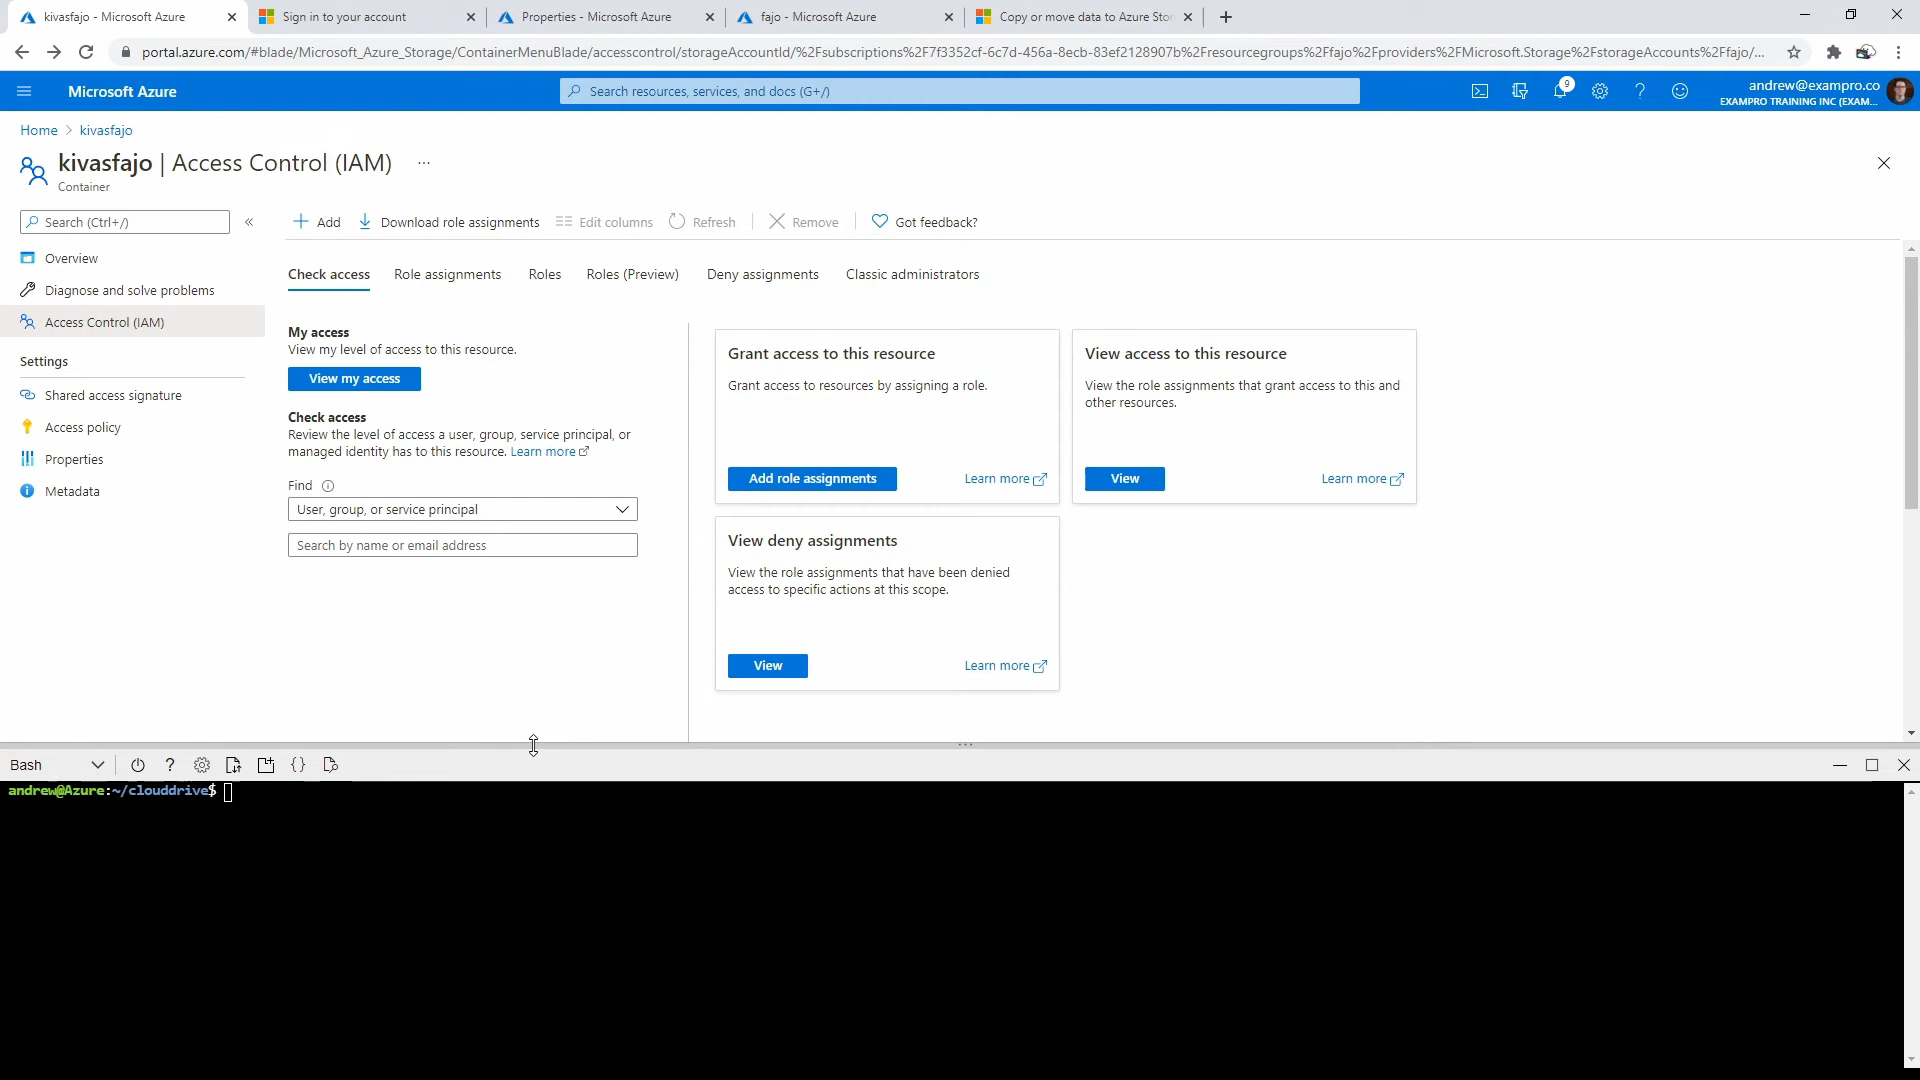 kivasfajo - Microsoft Azure
Sign in to your account
Properties - Microsoft Azure
fajo - Microsoft Azure
Copy or move data to Azure Stor
portal.azure.com/#blade/Microsoft_Azure_Storage/ContainerMenuBlade/accesscontrol/storageAccountId/%2Fsubscriptions%2F7f3352cf-6c7d-456a-8ecb-83ef2128907b%2Fresourcegroups%2Ffajo%2Fproviders%2FMicrosoft.Storage%2FstorageAccounts%2Ffajo/...
Microsoft Azure
Search resources, services, and docs (G+/)
9
andrew@exampro.co
EXAMPRO TRAINING INC (EXAM...
Home > kivasfajo
kivasfajo | Access Control (IAM) ...
Container
Search (Ctrl+/)
«
Add
Download role assignments
Edit columns
Refresh
Remove
Got feedback?
Overview
Diagnose and solve problems
Access Control (IAM)
Settings
Shared access signature
Access policy
Properties
Metadata
Check access
Role assignments
Roles
Roles (Preview)
Deny assignments
Classic administrators
My access
View my level of access to this resource.
View my access
Check access
Review the level of access a user, group, service principal, or
managed identity has to this resource. Learn more
Find
User, group, or service principal
Search by name or email address
Grant access to this resource
Grant access to resources by assigning a role.
Add role assignments
Learn more
View access to this resource
View the role assignments that grant access to this and
other resources.
View
Learn more
View deny assignments
View the role assignments that have been denied
access to specific actions at this scope.
View
Learn more
Bash
?
{}
andrew@Azure:~/clouddrive$